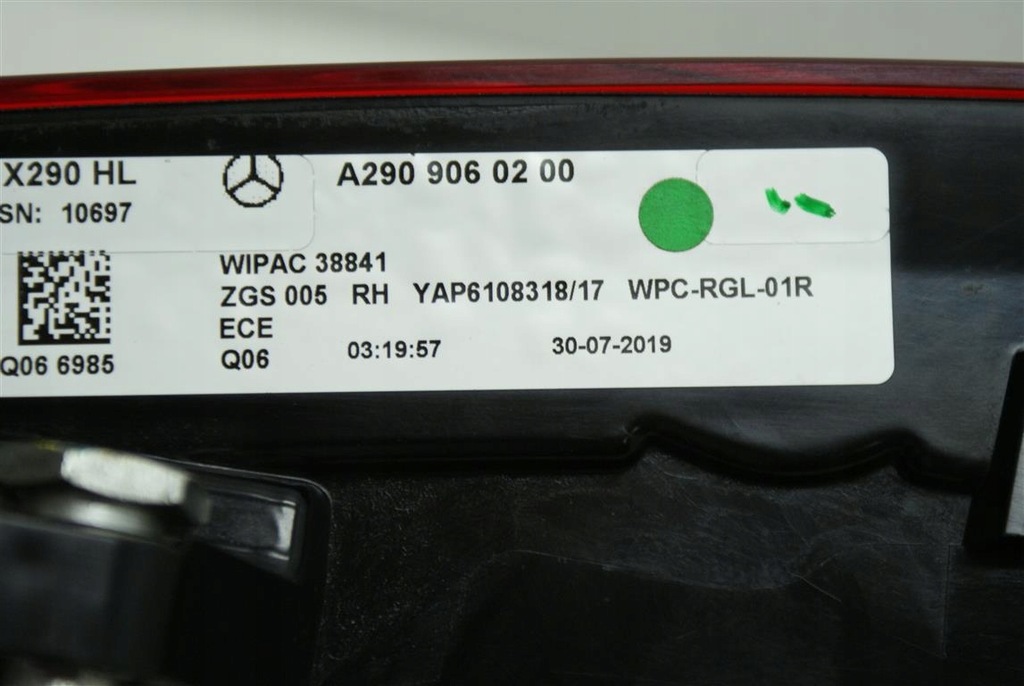 X290 HL
A290 906 02 00
SN: 10697
WIPAC 38841
ZGS 005 RH YAP6108318/17 WPC-RGL-01R
ECE
Q06 03:19:57 30-07-2019
Q06 6985